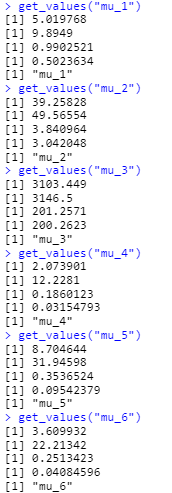 > get_values("mu_1")
[1] 5.019768
[1] 9.8949
[1] 0.9902521
[1] 0.5023634
[1] "mu_1"
> get_values("mu_2")
[1] 39.25828
[1] 49.56554
[1] 3.840964
[1] 3.042048
[1] "mu_2"
> get_values("mu_3")
[1] 3103.449
[1] 3146.5
[1] 201.2571
[1] 200.2623
[1] "mu_3"
> get_values("mu_4")
[1] 2.073901
[1] 12.2281
[1] 0.1860123
[1] 0.03154793
[1] "mu_4"
> get_values("mu_5")
[1] 8.704644
[1] 31.94598
[1] 0.3536524
[1] 0.09542379
[1] "mu_5"
> get_values("mu_6")
[1] 3.609932
[1] 22.21342
[1] 0.2513423
[1] 0.04084596
[1] "mu_6"